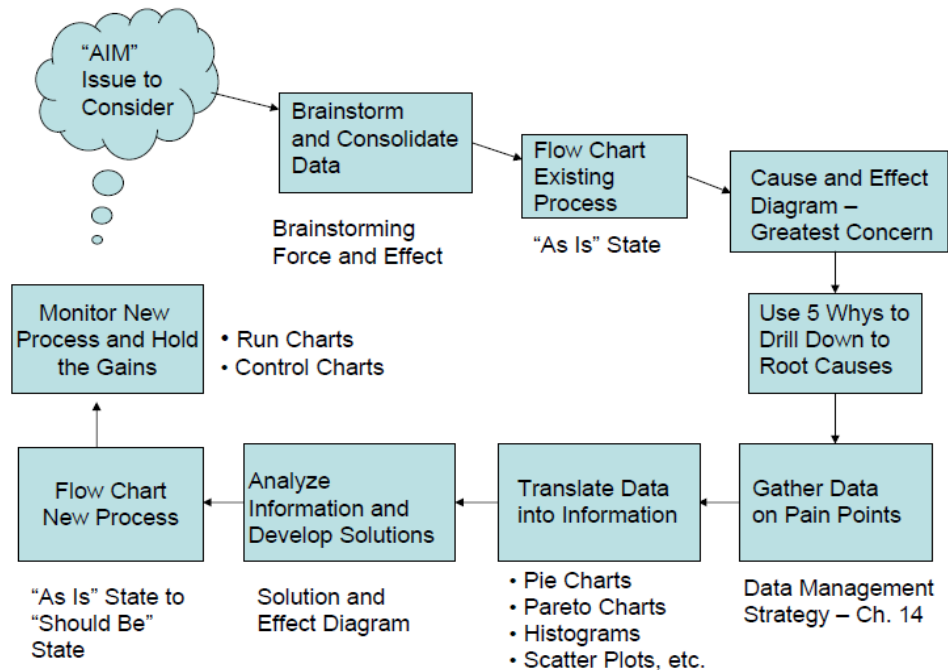 “AIM”
Issue to
Consider
Brainstorm
and Consolidate
Data
Brainstorming
Force and Effect
Flow Chart
Existing
Process
“As Is” State
Cause and Effect
Diagram –
Greatest Concern
Use 5 Whys to
Drill Down to
Root Causes
Gather Data
on Pain Points
Data Management
Strategy – Ch. 14
Translate Data
into Information
• Pie Charts
• Pareto Charts
• Histograms
• Scatter Plots, etc.
Analyze
Information and
Develop Solutions
Solution and
Effect Diagram
Flow Chart
New Process
“As Is” State to
“Should Be”
State
Monitor New
Process and Hold
the Gains
• Run Charts
• Control Charts